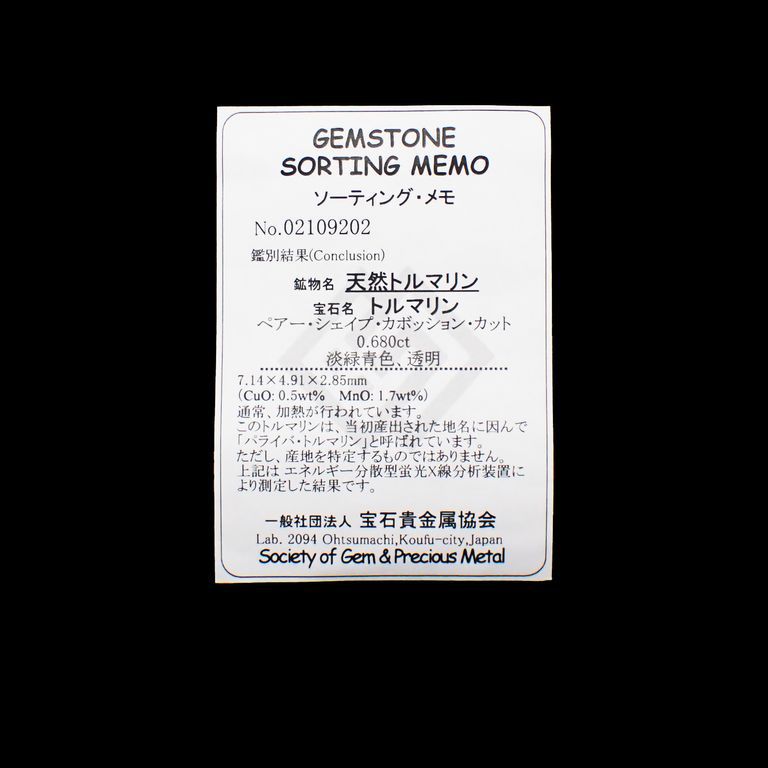 GEMSTONE
SORTING MEMO
ソーティング・メモ
No.02109202
鑑別結果(Conclusion)
鉱物名 天然トルマリン
宝石名 トルマリン
ペアー・シェイプ・カボッション・カット
0.680ct
淡緑青色、透明
7.14×4.91×2.85mm
(CuO: 0.5wt% MnO: 1.7wt%)
通常、加熱が行われています。
このトルマリンは、当初産出された地名に因んで
「パライバ・トルマリン」と呼ばれています。
ただし、産地を特定するものではありません。
上記は エネルギー分散型蛍光X線分析装置に
より測定した結果です。
一般社団法人 宝石貴金属協会
Lab. 2094 Ohtsumachi,Koufu-city,Japan
Society of Gem & Precious Metal